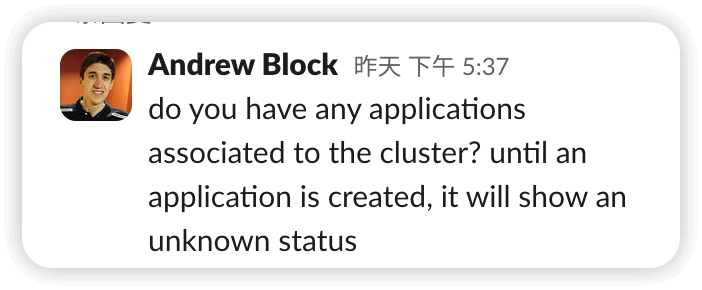 Andrew Block 昨天 下午 5:37
do you have any applications
associated to the cluster? until an
application is created, it will show an
unknown status